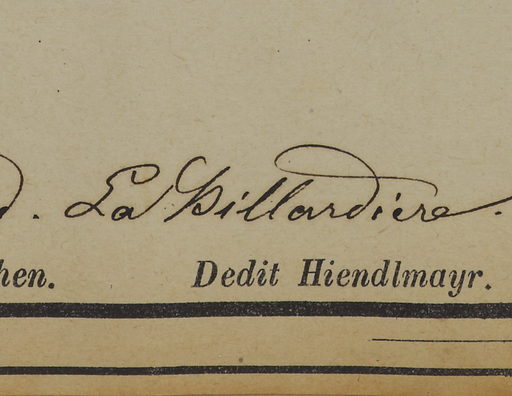 d. La Billardière.
hen. Dedit Hiendlmayr.